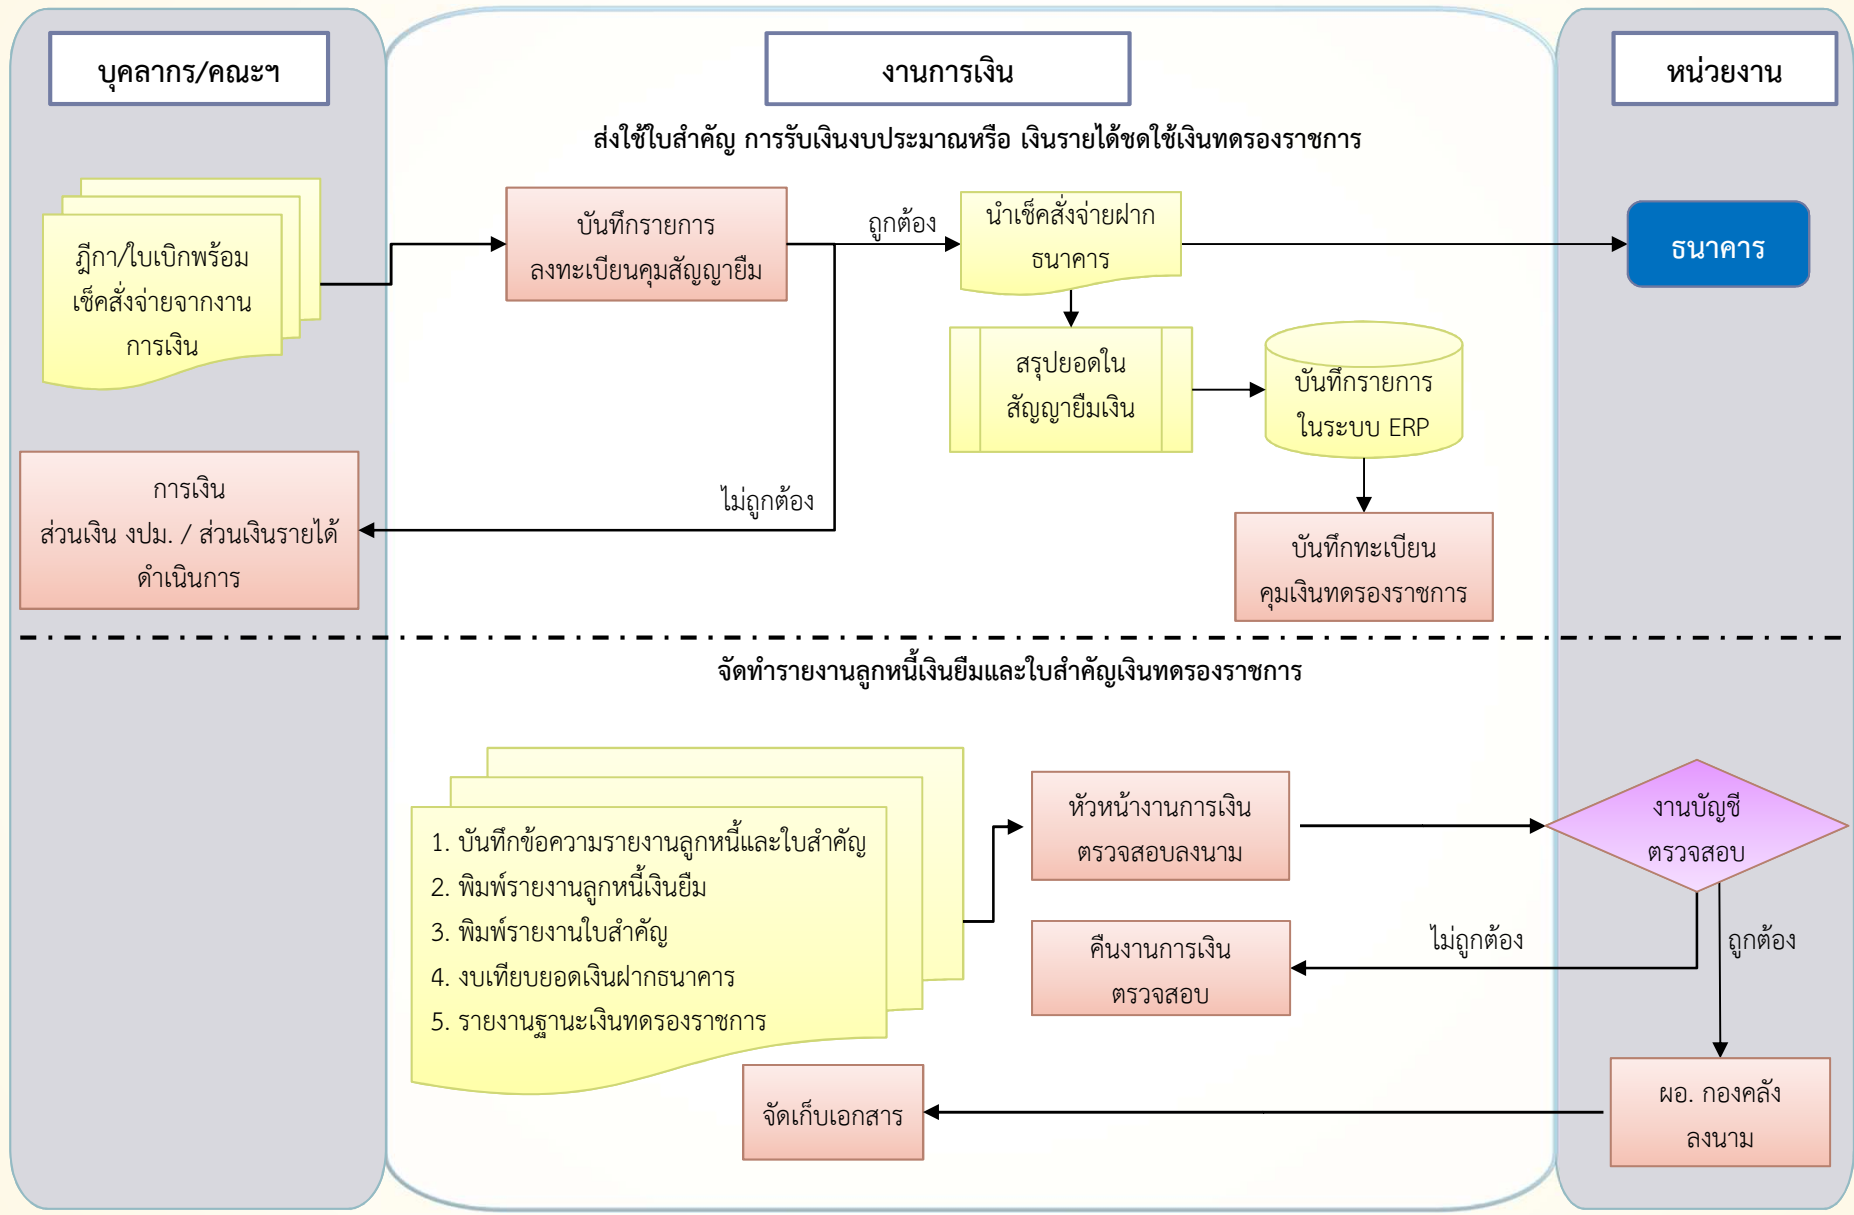 บุคลากร/คณะฯ
งานการเงิน
หน่วยงาน
ส่งใช้ใบสำคัญ การรับเงินงบประมาณหรือ เงินรายได้ชดใช้เงินทดรองราชการ
ฎีกา/ใบเบิกพร้อม
เช็คสั่งจ่ายจากงาน
การเงิน
บันทึกรายการ
ลงทะเบียนคุมสัญญายืม
ถูกต้อง
นำเช็คสั่งจ่ายฝาก
ธนาคาร
ธนาคาร
สรุปยอดใน
สัญญายืมเงิน
บันทึกรายการ
ในระบบ ERP
ไม่ถูกต้อง
การเงิน
ส่วนเงิน งปม. / ส่วนเงินรายได้
ดำเนินการ
บันทึกทะเบียน
คุมเงินทดรองราชการ
จัดทำรายงานลูกหนี้เงินยืมและใบสำคัญเงินทดรองราชการ
1. บันทึกข้อความรายงานลูกหนี้และใบสำคัญ
2. พิมพ์รายงานลูกหนี้เงินยืม
3. พิมพ์รายงานใบสำคัญ
4. งบเทียบยอดเงินฝากธนาคาร
5. รายงานฐานะเงินทดรองราชการ
หัวหน้างานการเงิน
ตรวจสอบลงนาม
งานบัญชี
ตรวจสอบ
คืนงานการเงิน
ตรวจสอบ
ไม่ถูกต้อง
ถูกต้อง
จัดเก็บเอกสาร
ผอ. กองคลัง
ลงนาม